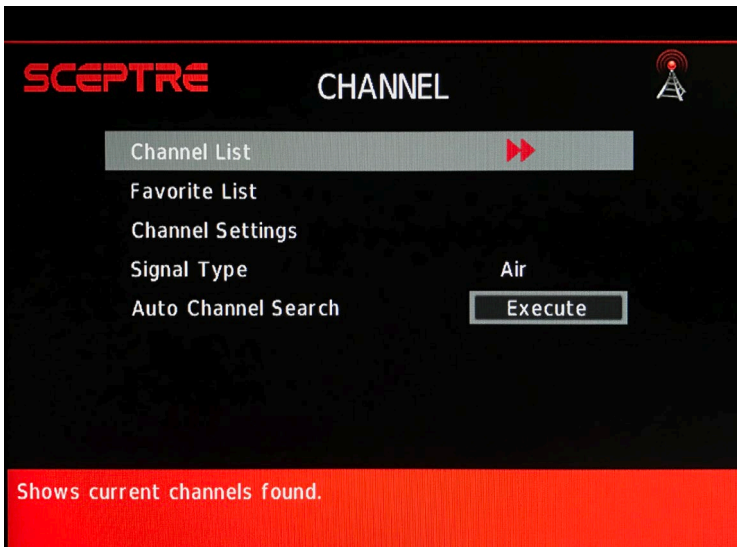 SCEPTRE
CHANNEL
Channel List
Favorite List
Channel Settings
Signal Type Air
Auto Channel Search Execute
Shows current channels found.